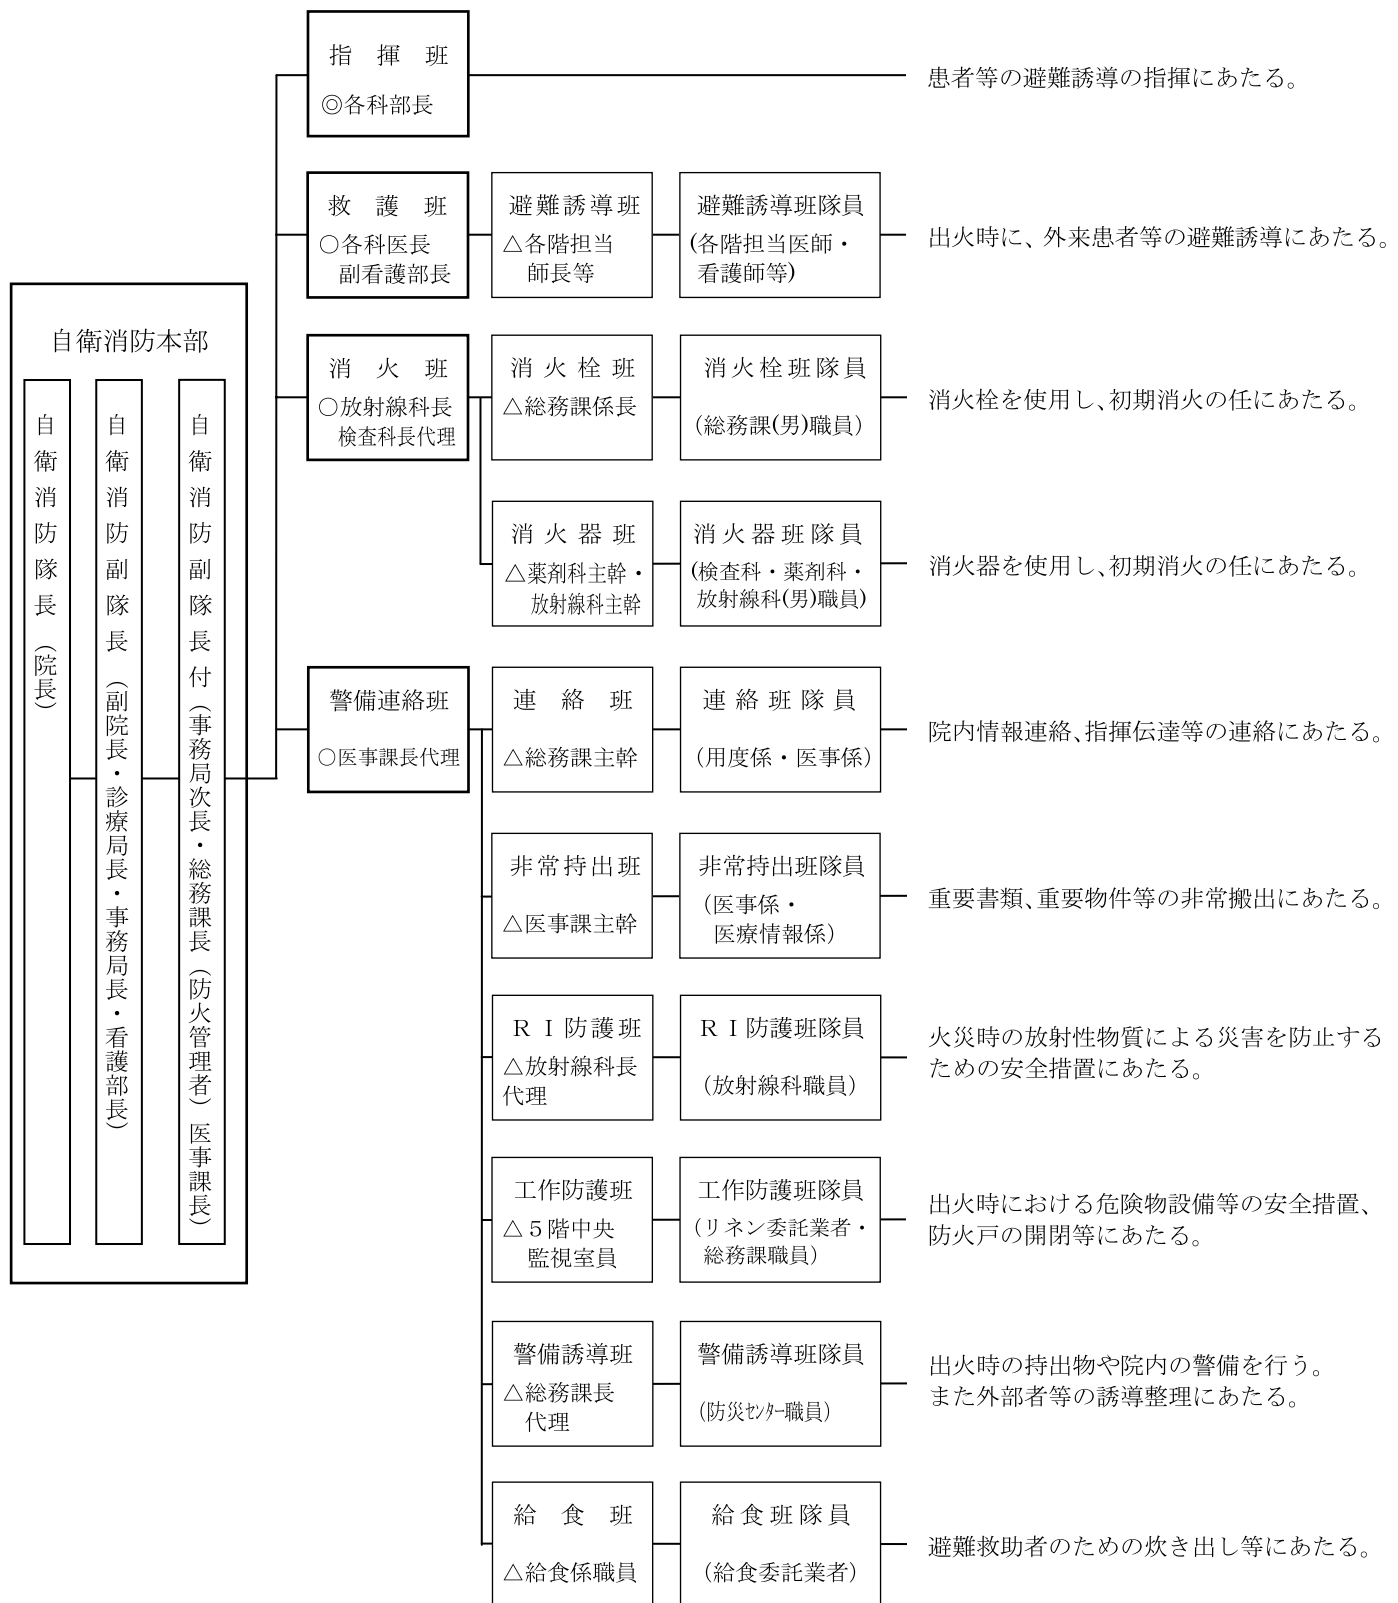 自衛消防本部
自衛消防隊長（院長）
自衛消防副隊長（副院長・診療局長・事務局長・看護部長）
自衛消防副隊長付（事務局次長・総務課長（防火管理者）医事課長）
指揮班
◎各科部長
患者等の避難誘導の指揮にあたる。
救護班
○各科医長
副看護部長
避難誘導班
△各階担当
師長等
避難誘導班隊員
(各階担当医師・
看護師等)
出火時に、外来患者等の避難誘導にあたる。
消火班
○放射線科長
検査科長代理
消火栓班
△総務課係長
消火栓班隊員
（総務課(男)職員）
消火栓を使用し、初期消火の任にあたる。
消火器班
△薬剤科主幹・
放射線科主幹
消火器班隊員
(検査科・薬剤科・
放射線科(男)職員)
消火器を使用し、初期消火の任にあたる。
警備連絡班
○医事課長代理
連絡班
△総務課主幹
連絡班隊員
（用度係・医事係）
院内情報連絡、指揮伝達等の連絡にあたる。
非常持出班
△医事課主幹
非常持出班隊員
（医事係・
医療情報係）
重要書類、重要物件等の非常搬出にあたる。
ＲＩ防護班
△放射線科長
代理
ＲＩ防護班隊員
（放射線科職員）
火災時の放射性物質による災害を防止する
ための安全措置にあたる。
工作防護班
△５階中央
監視室員
工作防護班隊員
（リネン委託業者・
総務課職員）
出火時における危険物設備等の安全措置、
防火戸の開閉等にあたる。
警備誘導班
△総務課長
代理
警備誘導班隊員
（防災ｾﾝﾀｰ職員）
出火時の持出物や院内の警備を行う。
また外部者等の誘導整理にあたる。
給食班
△給食係職員
給食班隊員
（給食委託業者）
避難救助者のための炊き出し等にあたる。